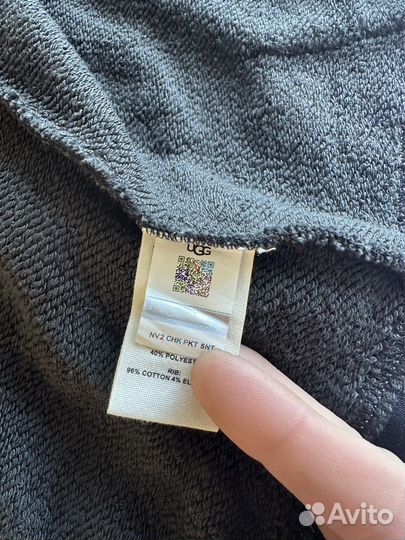 UGG
NV2 CHK PKT 5NT
40% POLYEST
RIB:
96% COTTON 4% EL
Avito